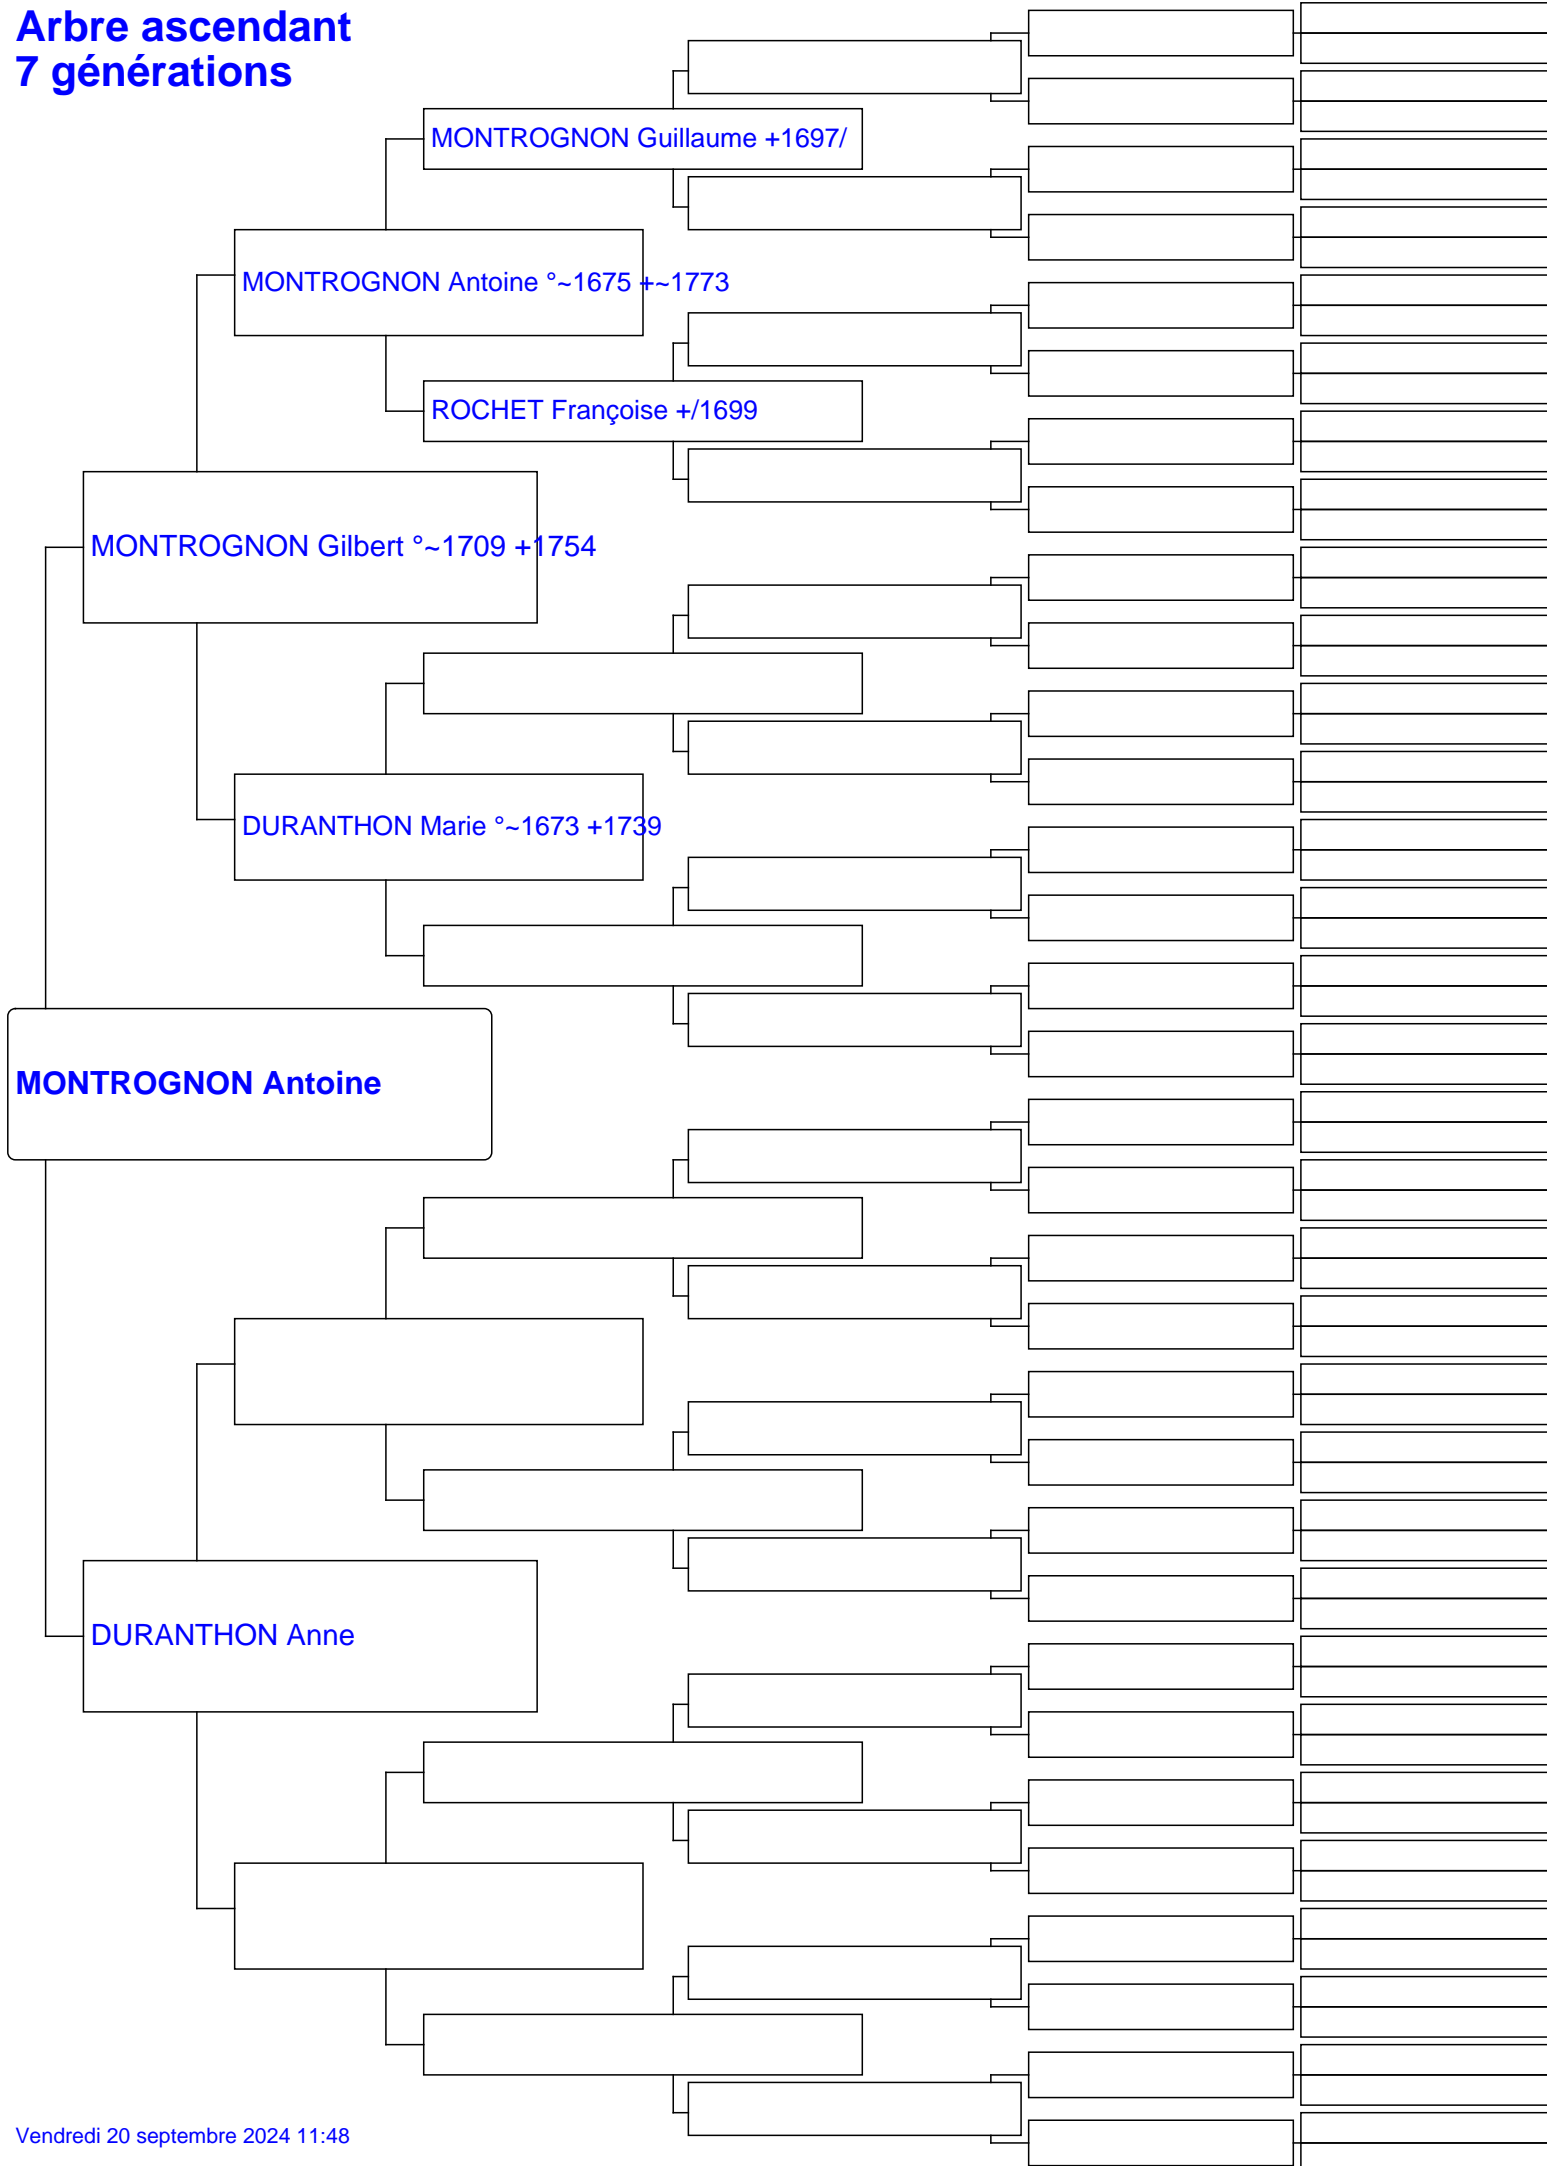 Arbre ascendant
7 générations
MONTROGNON Guillaume +1697/
MONTROGNON Antoine °~1675 +~1773
ROCHET Françoise +/1699
MONTROGNON Gilbert °~1709 +1754
DURANTHON Marie °~1673 +1739
MONTROGNON Antoine
DURANTHON Anne
Vendredi 20 septembre 2024 11:48